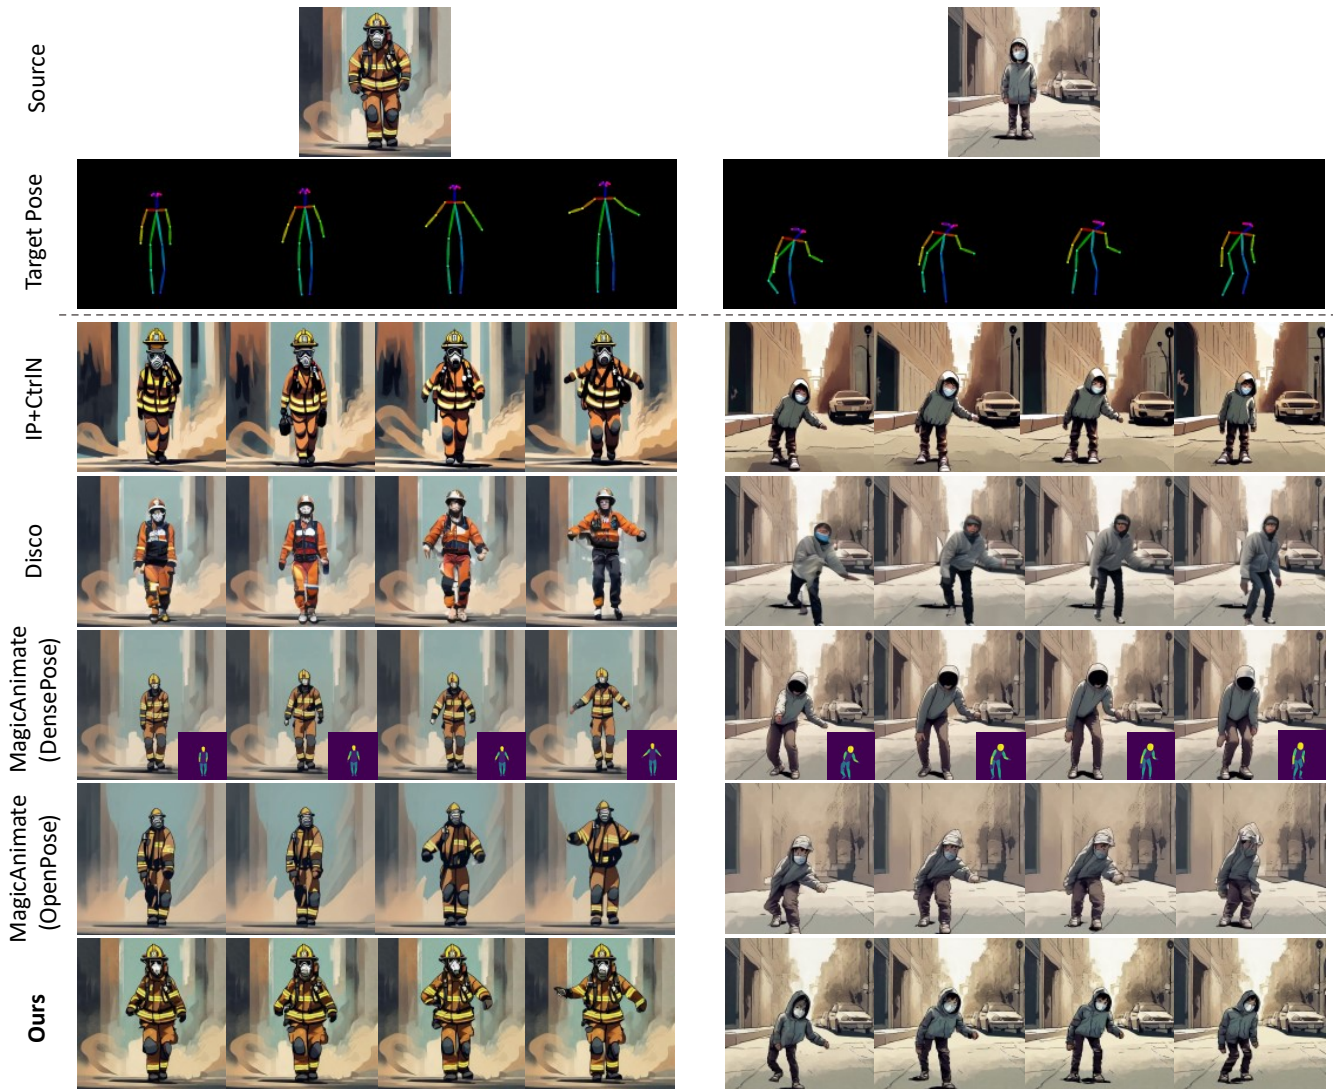 Source
Target Pose
IP+CtrlN
Disco
MagicAnimate
(DensePose)
MagicAnimate
(OpenPose)
Ours